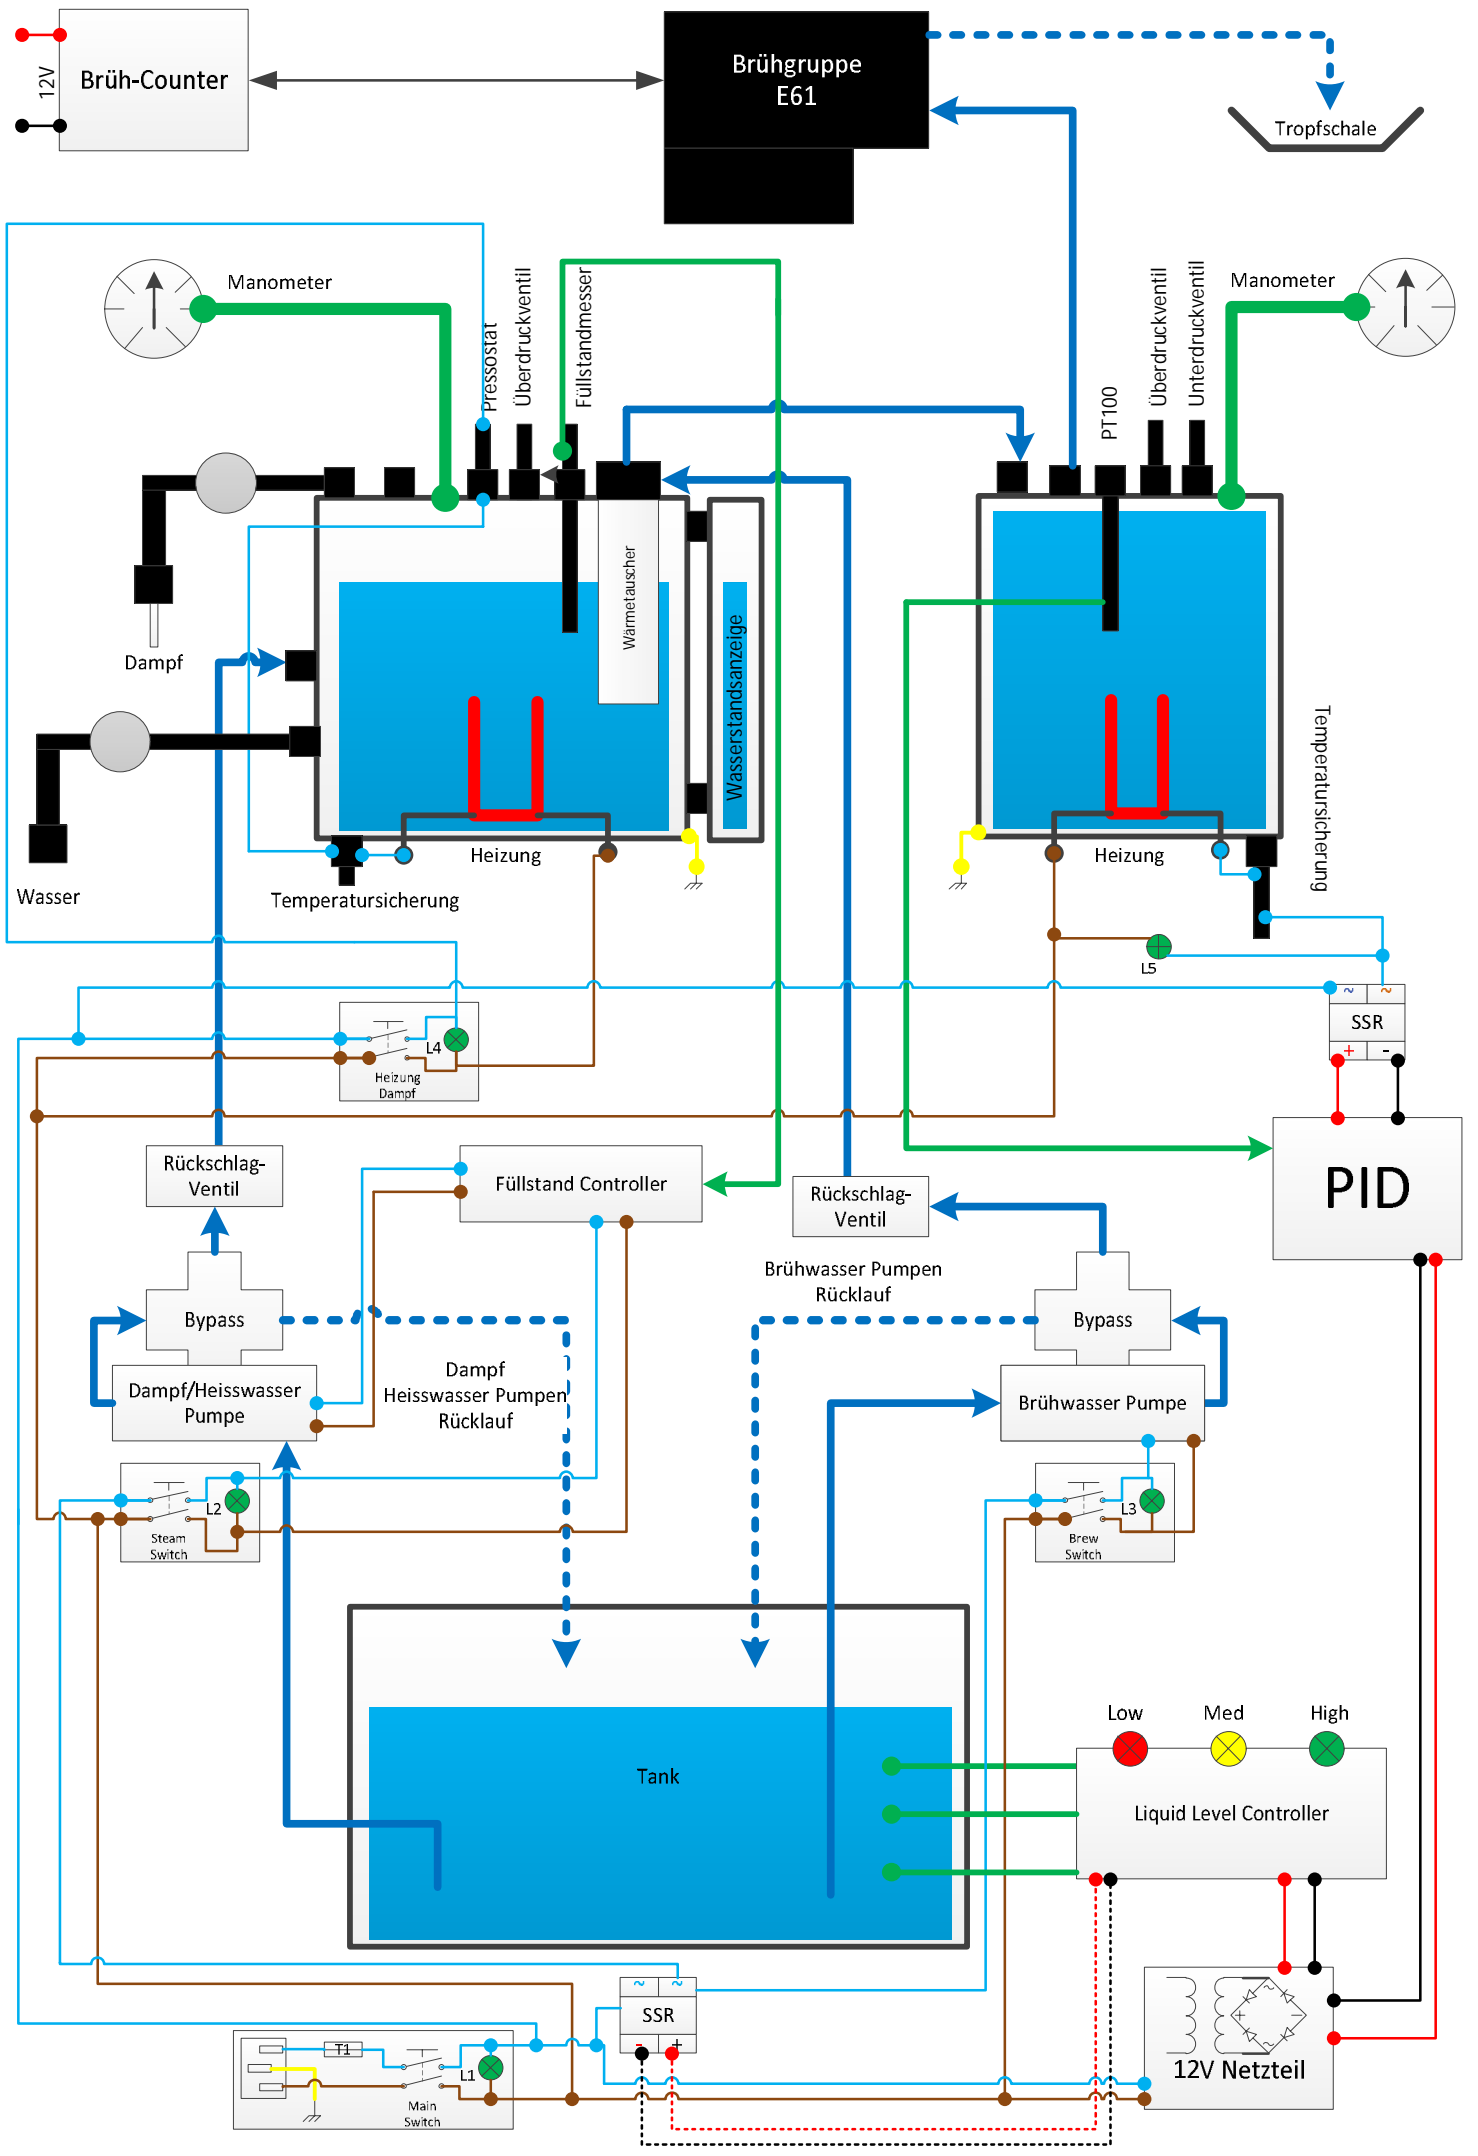 12V
Brüh-Counter
Brühgruppe
E61
Tropfschale
Manometer
Pressostat
Überdruckventil
Füllstandmesser
Manometer
PT100
Überdruckventil
Unterdruckventil
Dampf
Wärmetauscher
Wasserstandsanzeige
Wasser
Heizung
Temperatursicherung
Heizung
Temperatursicherung
L5
~ ~
SSR
+ -
L4
Heizung
Dampf
Rückschlag-
Ventil
Füllstand Controller
Rückschlag-
Ventil
PID
Brühwasser Pumpen
Rücklauf
Bypass
Bypass
Dampf
Heisswasser Pumpen
Rücklauf
Dampf/Heisswasser
Pumpe
Brühwasser Pumpe
L2
Steam
Switch
L3
Brew
Switch
Tank
Low
Med
High
Liquid Level Controller
~ ~
SSR
- +
T1
L1
Main
Switch
~
+ -
~
12V Netzteil